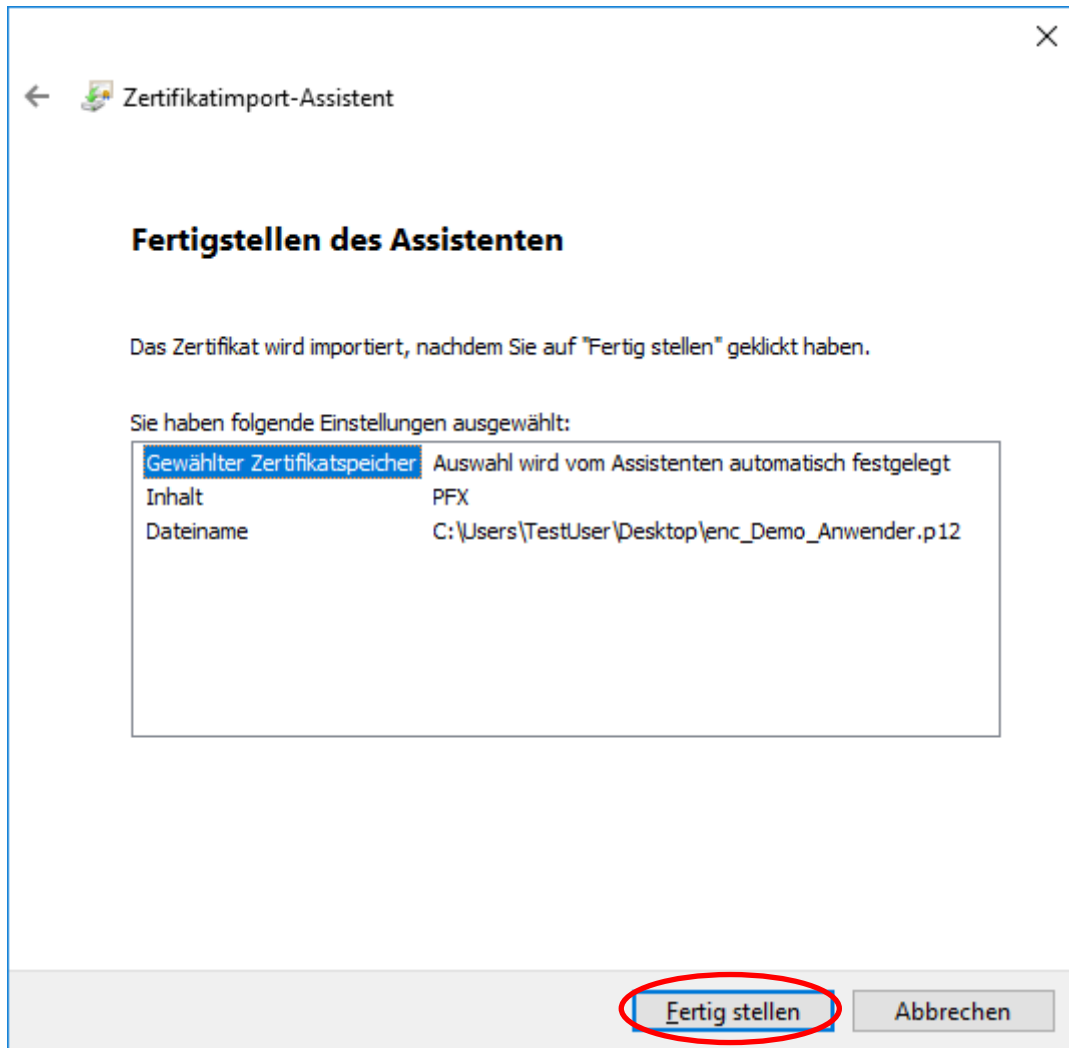 Zertifikatimport-Assistent
Fertigstellen des Assistenten
Das Zertifikat wird importiert, nachdem Sie auf "Fertig stellen" geklickt haben.
Sie haben folgende Einstellungen ausgewählt:
Gewählter Zertifikatspeicher Auswahl wird vom Assistenten automatisch festgelegt
Inhalt PFX
Dateiname C:\Users\TestUser\Desktop\enc_Demo_Anwender.p12
Fertig stellen Abbrechen